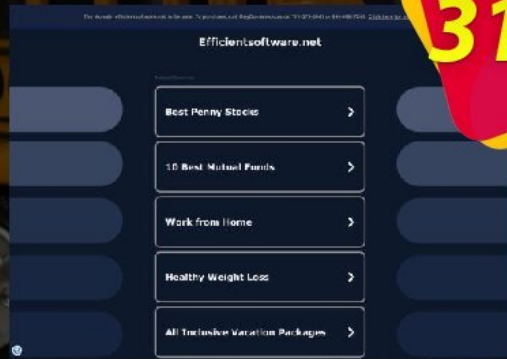 31
Efficientsoftware.net
Best Penny Stocks
10 Best Mutual Funds
Work from Home
Healthy Weight Loss
All Inclusive Vacation Packages